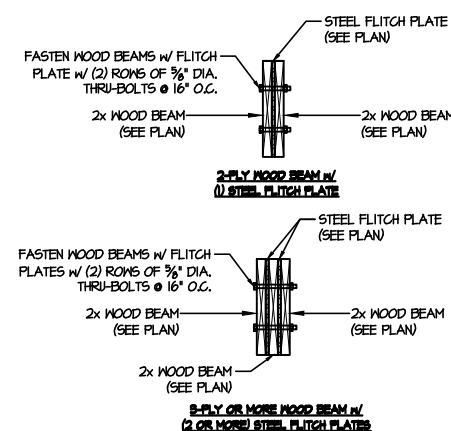 STEEL FLITCH PLATE
(SEE PLAN)
FASTEN WOOD BEAMS W/ FLITCH
PLATE W/ (2) ROWS OF 5/8" DIA.
THRU-BOLTS @ 16" O.C.
2x WOOD BEAM
(SEE PLAN)
2x WOOD BEAM
(SEE PLAN)
2-PLY WOOD BEAM W/
(1) STEEL FLITCH PLATE
STEEL FLITCH PLATE
(SEE PLAN)
FASTEN WOOD BEAMS W/ FLITCH
PLATES W/ (2) ROWS OF 5/8" DIA.
THRU-BOLTS @ 16" O.C.
2x WOOD BEAM
(SEE PLAN)
2x WOOD BEAM
(SEE PLAN)
2x WOOD BEAM
(SEE PLAN)
3-PLY OR MORE WOOD BEAM W/
(2 OR MORE) STEEL FLITCH PLATES